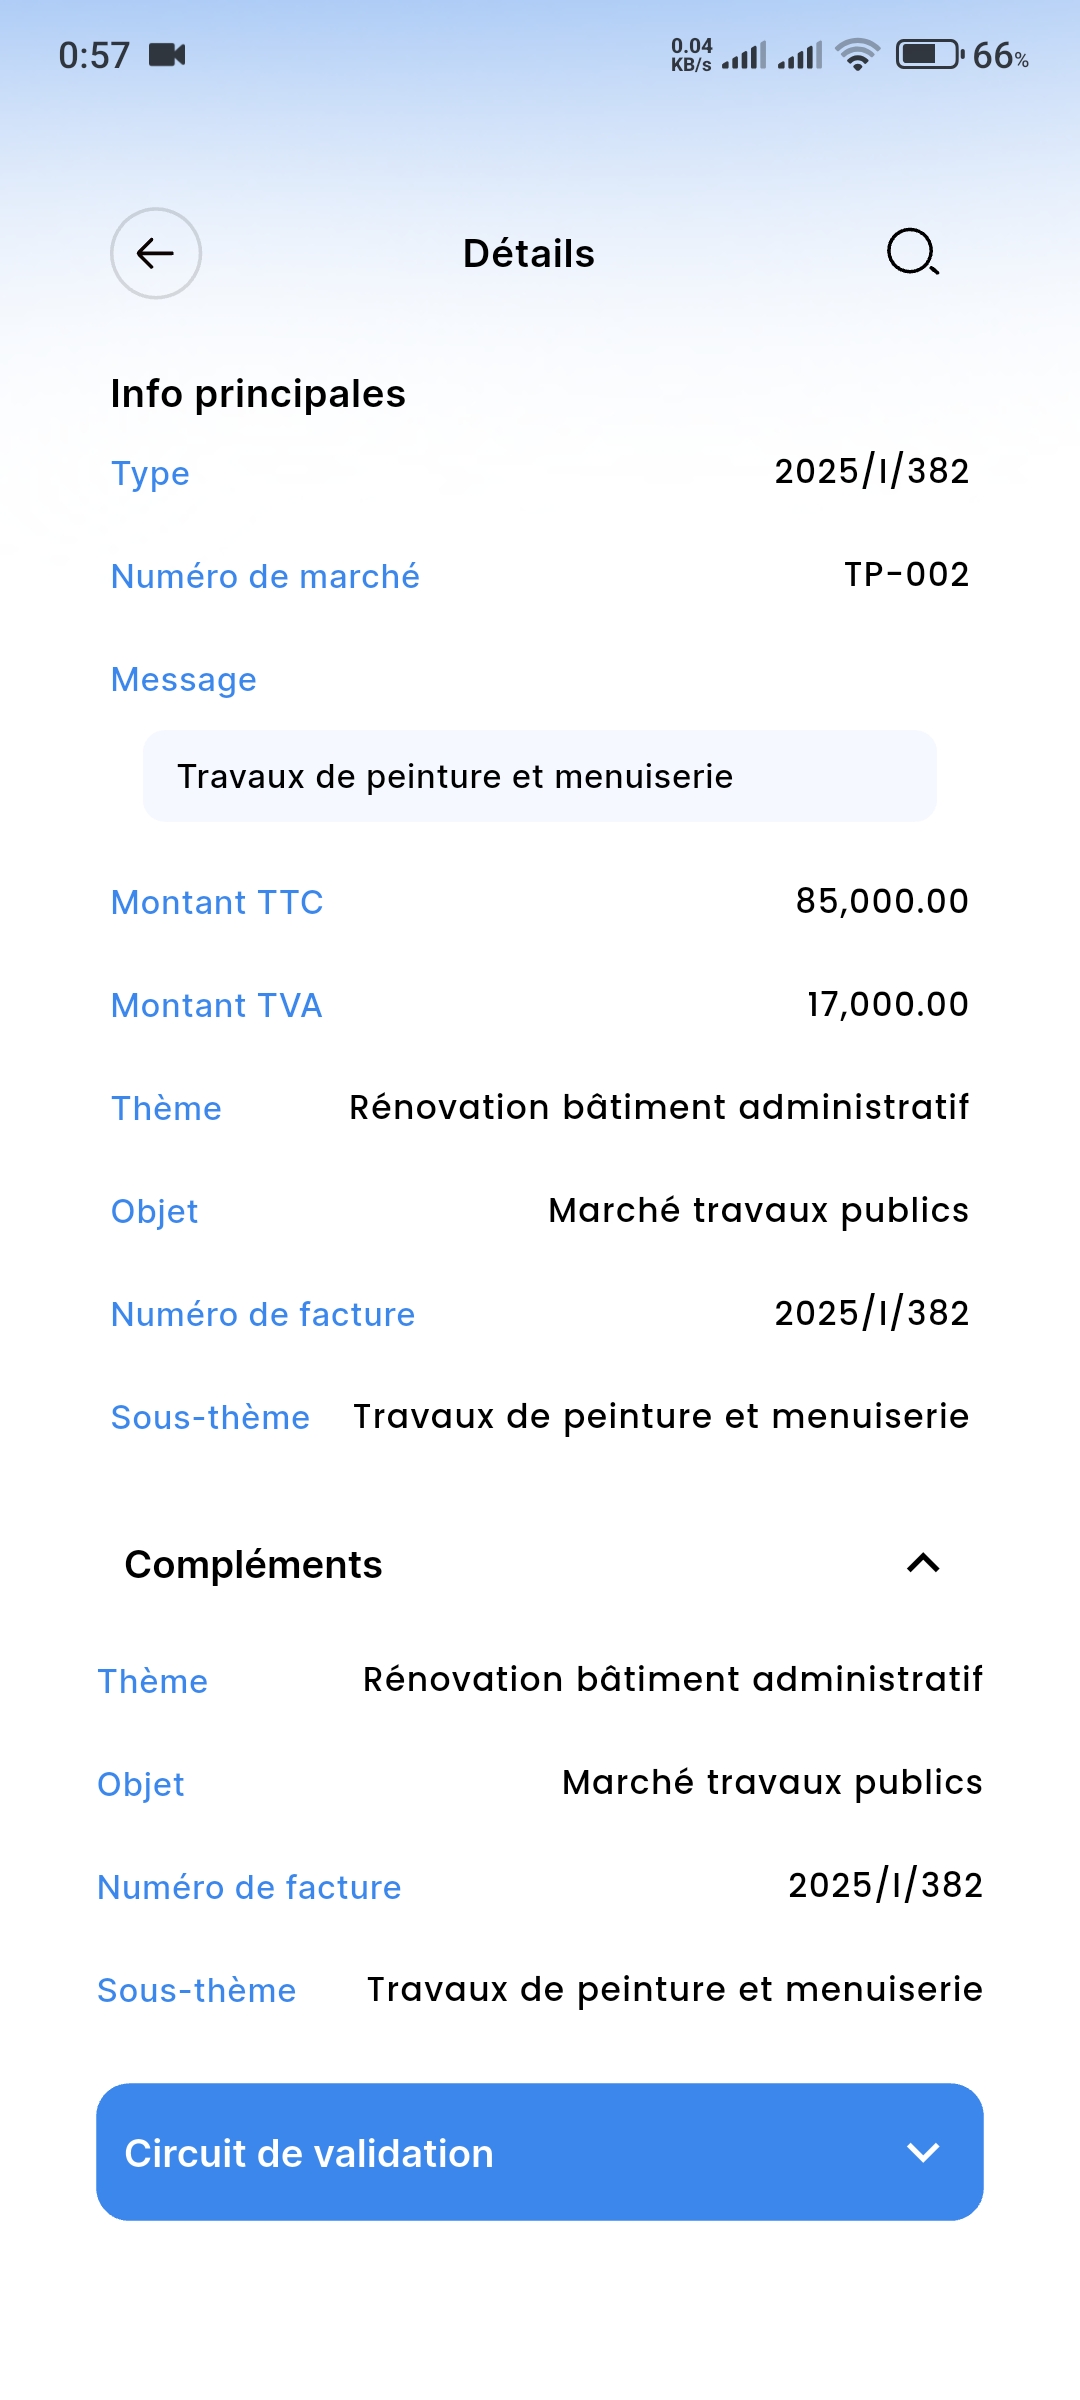 0:57
0.04 KB/s 66%
Détails
Info principales
Type 2025/I/382
Numéro de marché TP-002
Message
Travaux de peinture et menuiserie
Montant TTC 85,000.00
Montant TVA 17,000.00
Thème Rénovation bâtiment administratif
Objet Marché travaux publics
Numéro de facture 2025/I/382
Sous-thème Travaux de peinture et menuiserie
Compléments
Thème Rénovation bâtiment administratif
Objet Marché travaux publics
Numéro de facture 2025/I/382
Sous-thème Travaux de peinture et menuiserie
Circuit de validation